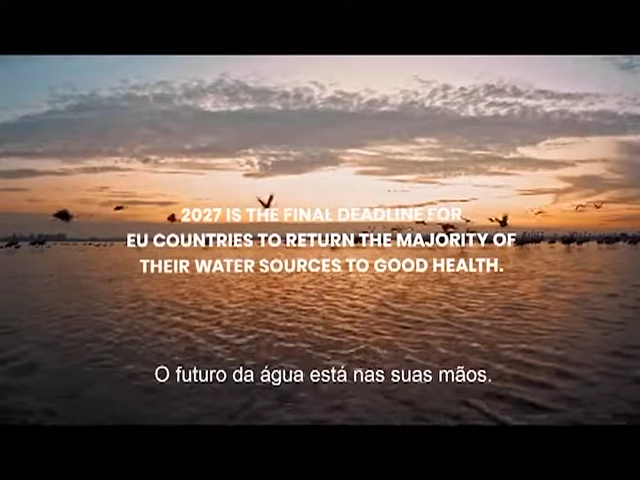 2027 IS THE FINAL DEADLINE FOR
EU COUNTRIES TO RETURN THE MAJORITY OF
THEIR WATER SOURCES TO GOOD HEALTH.
O futuro da água está nas suas mãos.